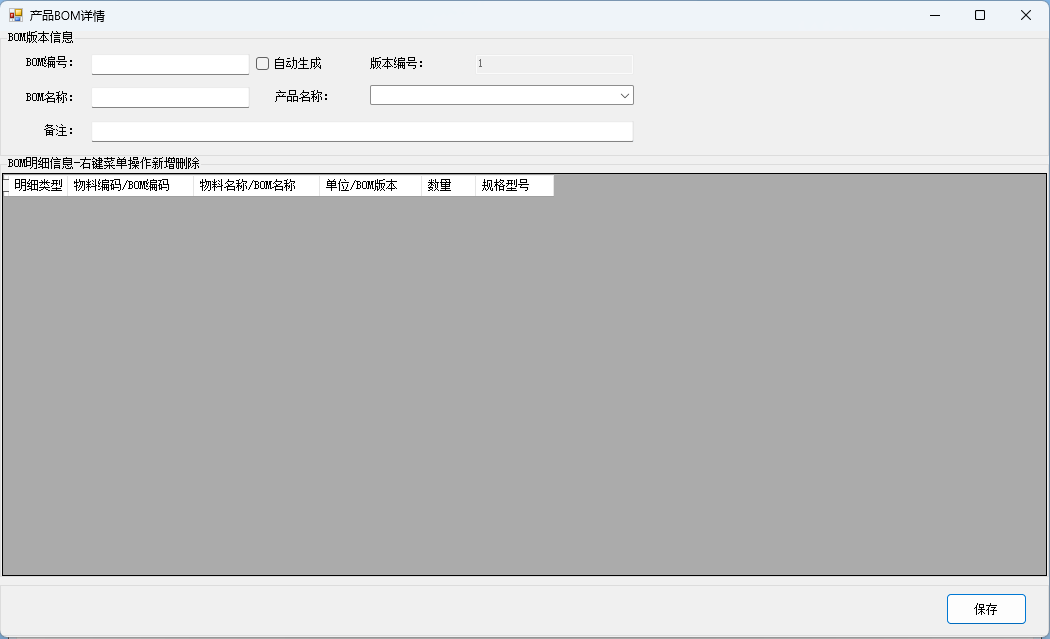 产品BOM详情
BOM版本信息
BOM编号： 自动生成 版本编号： 1
BOM名称： 产品名称：
备注：
BOM明细信息-右键菜单操作新增删除
明细类型 物料编码/BOM编码 物料名称/BOM名称 单位/BOM版本 数量 规格型号
保存